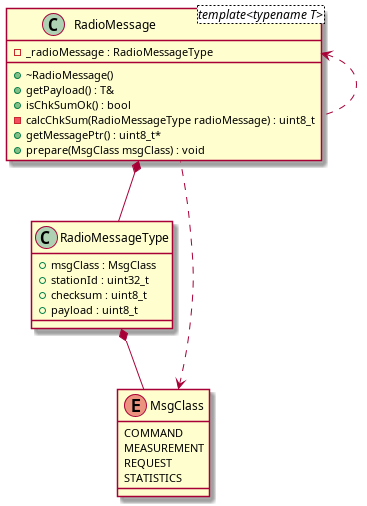 C RadioMessage
template<typename T>
_radioMessage : RadioMessageType
~RadioMessage()
getPayload() : T&
isChkSumOk() : bool
calcChkSum(RadioMessageType radioMessage) : uint8_t
getMessagePtr() : uint8_t*
prepare(MsgClass msgClass) : void
C RadioMessageType
msgClass : MsgClass
stationId : uint32_t
checksum : uint8_t
payload : uint8_t
E MsgClass
COMMAND
MEASUREMENT
REQUEST
STATISTICS